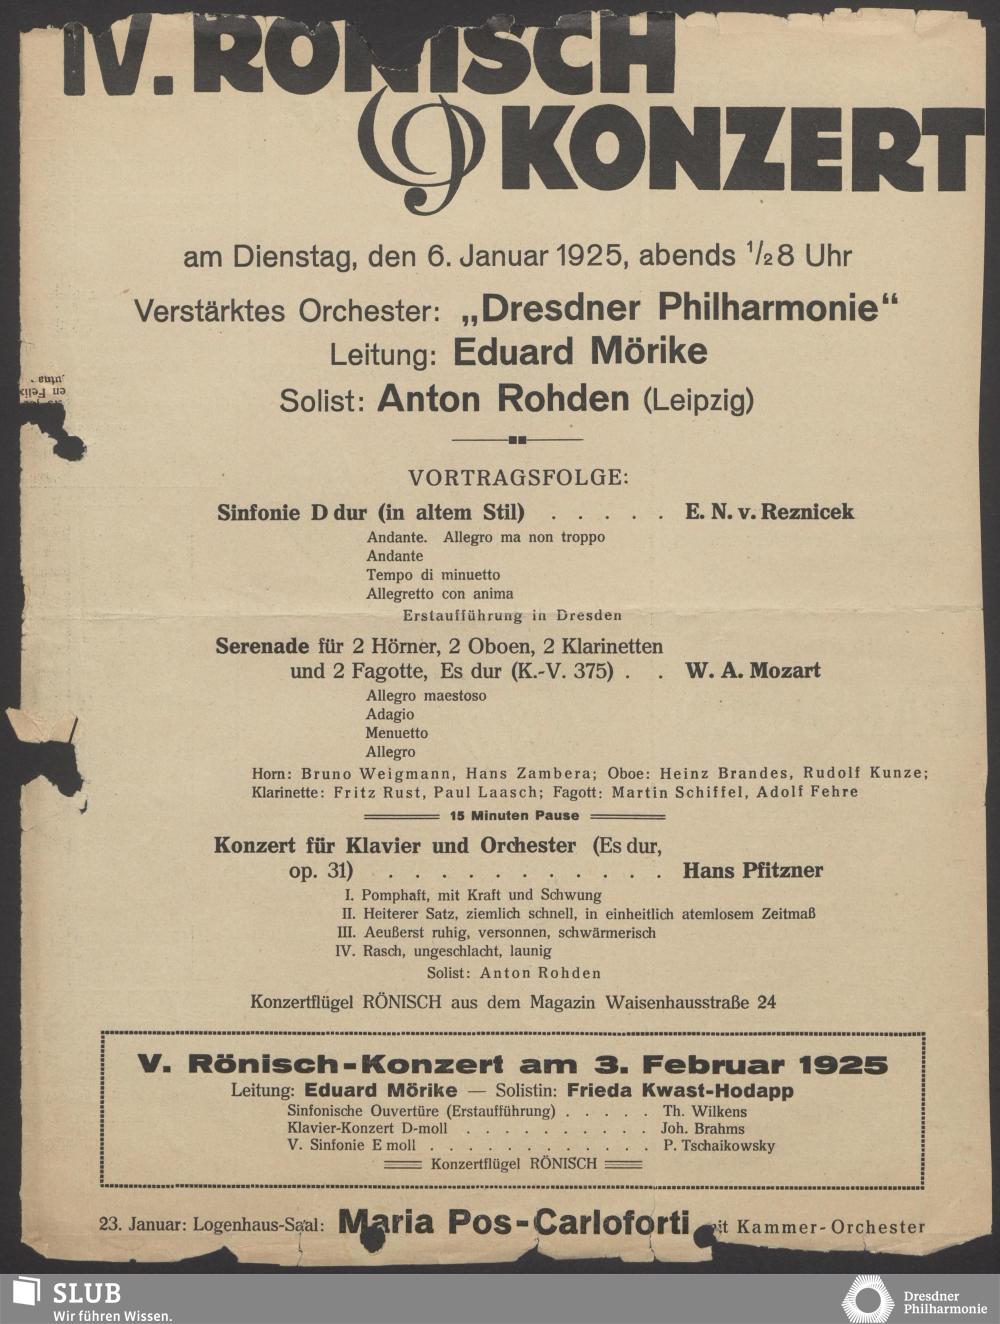 IV. RÖNISCH
KONZERT
am Dienstag, den 6. Januar 1925, abends ½8 Uhr
Verstärktes Orchester: „Dresdner Philharmonie“
Leitung: Eduard Mörike
Solist: Anton Rohden (Leipzig)
VORTRAGSFOLGE:
Sinfonie D dur (in altem Stil) . . . . . E. N. v. Reznicek
Andante. Allegro ma non troppo
Andante
Tempo di minuetto
Allegretto con anima
Erstaufführung in Dresden
Serenade für 2 Hörner, 2 Oboen, 2 Klarinetten
und 2 Fagotte, Es dur (K.-V. 375) . . W. A. Mozart
Allegro maestoso
Adagio
Menuetto
Allegro
Horn: Bruno Weigmann, Hans Zambera; Oboe: Heinz Brandes, Rudolf Kunze;
Klarinette: Fritz Rust, Paul Laasch; Fagott: Martin Schiffel, Adolf Fehre
15 Minuten Pause
Konzert für Klavier und Orchester (Es dur,
op. 31) . . . . . . . . . . . Hans Pfitzner
I. Pomphaft, mit Kraft und Schwung
II. Heiterer Satz, ziemlich schnell, in einheitlich atemlosem Zeitmaß
III. Aeußerst ruhig, versonnen, schwärmerisch
IV. Rasch, ungeschlacht, launig
Solist: Anton Rohden
Konzertflügel RÖNISCH aus dem Magazin Waisenhausstraße 24
V. Rönisch-Konzert am 3. Februar 1925
Leitung: Eduard Mörike — Solistin: Frieda Kwast-Hodapp
Sinfonische Ouvertüre (Erstaufführung) . . . . . Th. Wilkens
Klavier-Konzert D-moll . . . . . . . . . . Joh. Brahms
V. Sinfonie E moll . . . . . . . . . . . . P. Tschaikowsky
Konzertflügel RÖNISCH
23. Januar: Logenhaus-Saal: Maria Pos-Carloforti mit Kammer-Orchester
SLUB
Wir führen Wissen.
Dresdner
Philharmonie